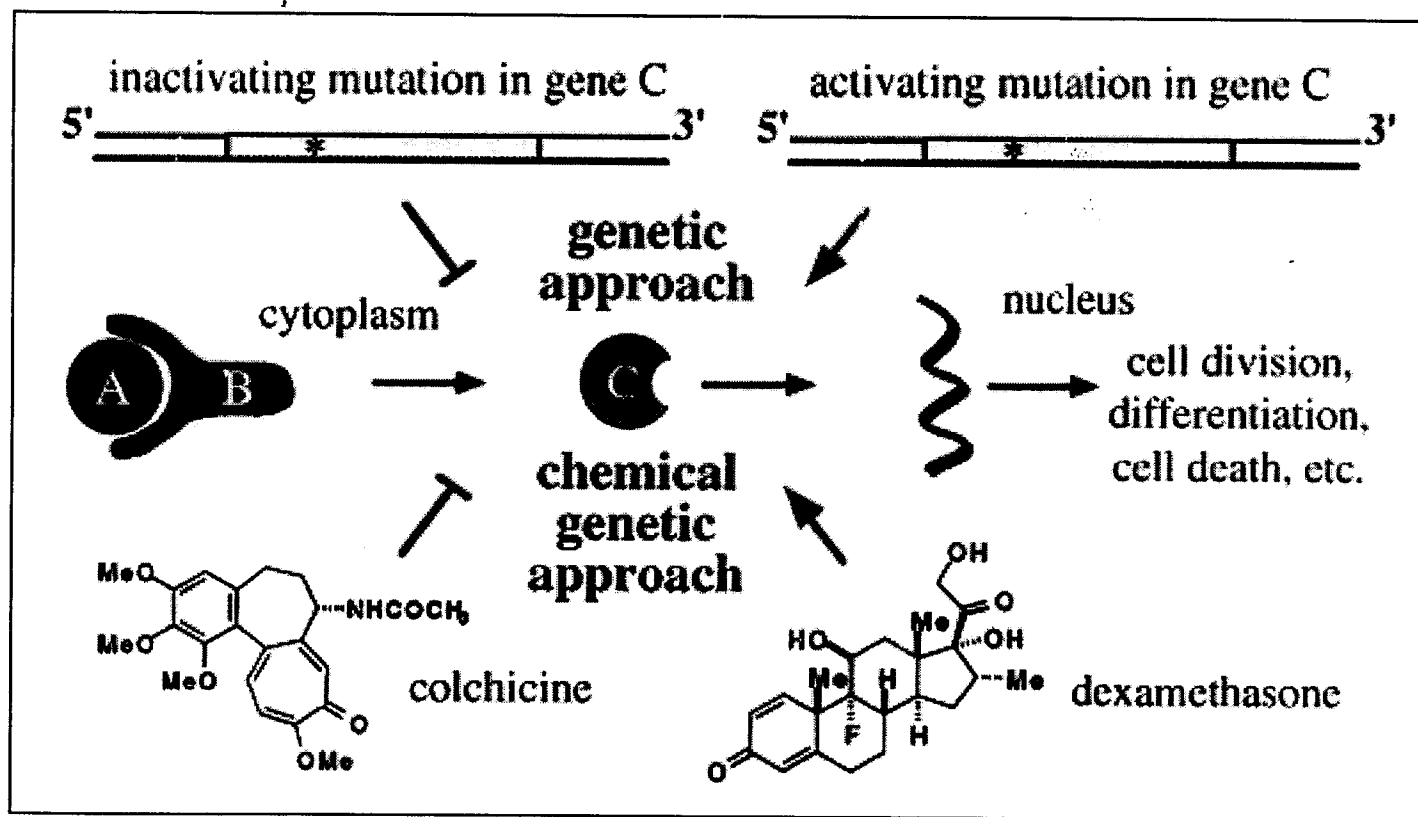 inactivating mutation in gene C
activating mutation in gene C
5' 3'
5' 3'
*
*
genetic
approach
cytoplasm
nucleus
A B
C
cell division,
differentiation,
cell death, etc.
chemical
genetic
approach
MeO
MeO
MeO
NHCOCH3
O
OMe
colchicine
OH
O
HO
Me
OH
Me
H
Me
F
H
O
dexamethasone